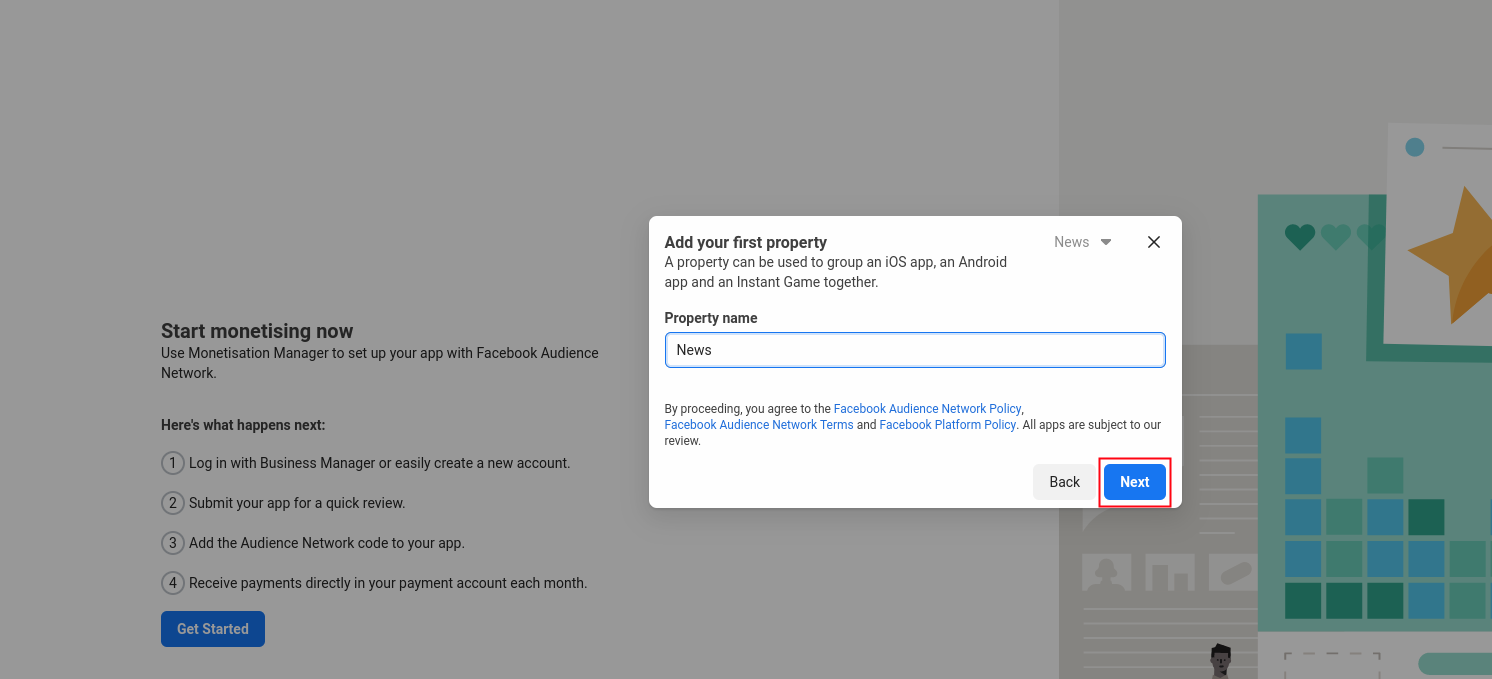 Start monetising now
Use Monetisation Manager to set up your app with Facebook Audience
Network.
Here's what happens next:
1 Log in with Business Manager or easily create a new account.
2 Submit your app for a quick review.
3 Add the Audience Network code to your app.
4 Receive payments directly in your payment account each month.
Get Started
Add your first property
News
A property can be used to group an iOS app, an Android
app and an Instant Game together.
Property name
News
By proceeding, you agree to the Facebook Audience Network Policy,
Facebook Audience Network Terms and Facebook Platform Policy. All apps are subject to our
review.
Back
Next